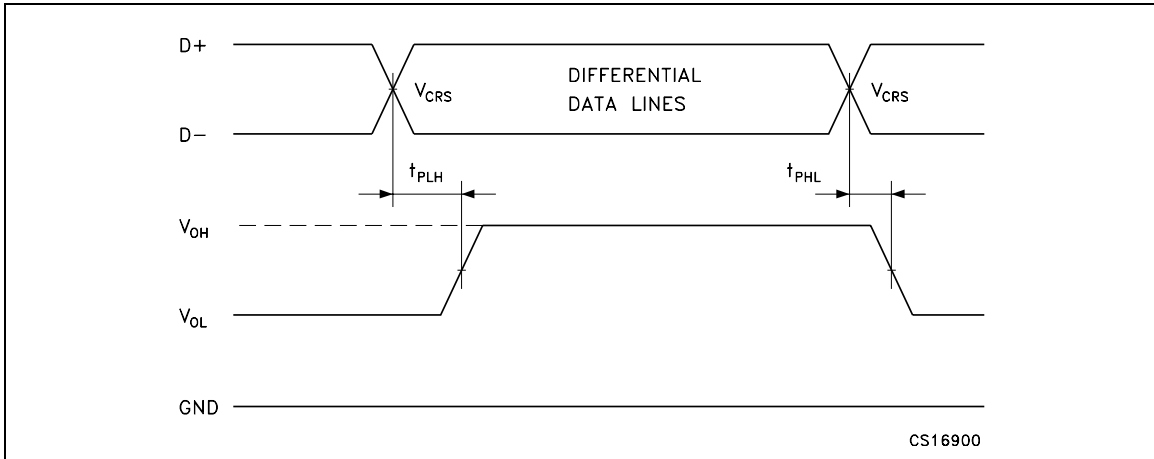 D+
DIFFERENTIAL
DATA LINES
V_CRS
V_CRS
D−
t_PLH
t_PHL
V_OH
V_OL
GND
CS16900